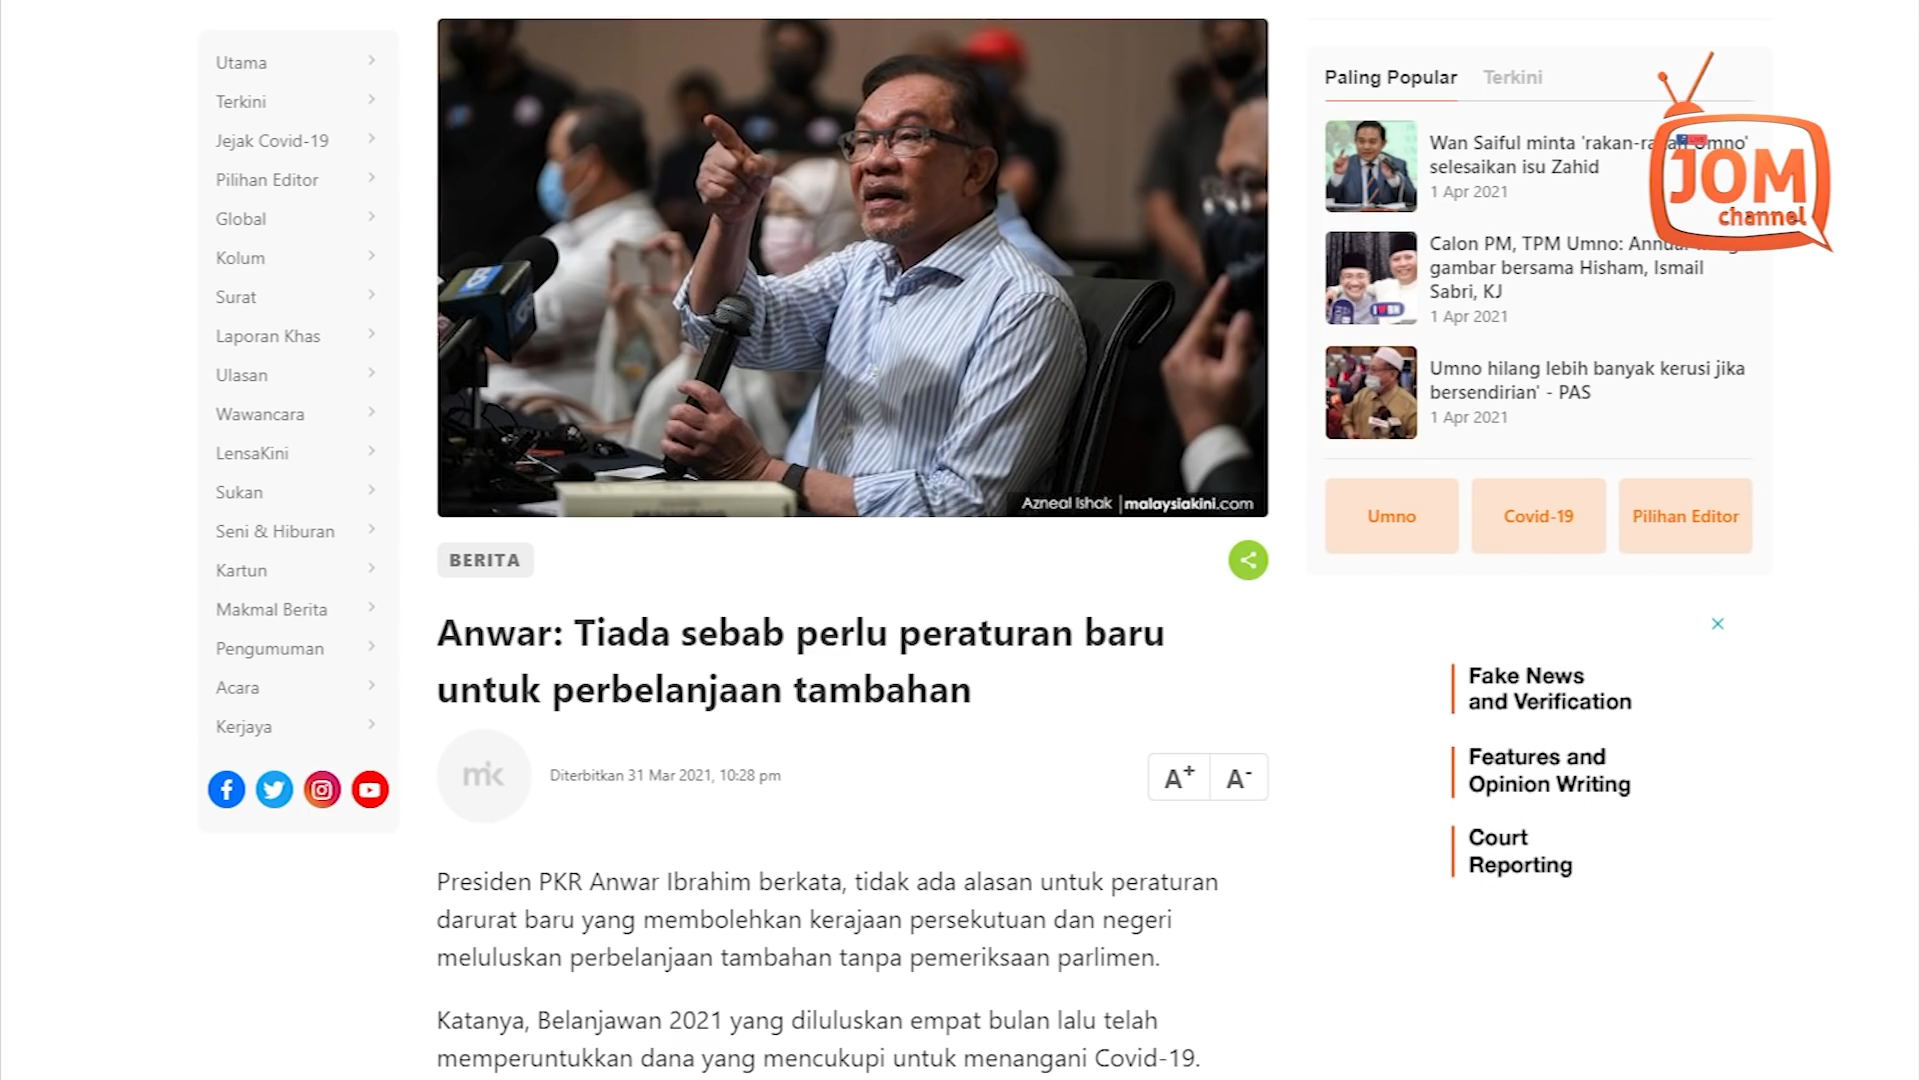 Utama
Terkini
Jejak Covid-19
Pilihan Editor
Global
Kolum
Surat
Laporan Khas
Ulasan
Wawancara
LensaKini
Sukan
Seni & Hiburan
Kartun
Makmal Berita
Pengumuman
Acara
Kerjaya
Azneal Ishak | malaysiakini.com
BERITA
Anwar: Tiada sebab perlu peraturan baru
untuk perbelanjaan tambahan
mk
Diterbitkan 31 Mar 2021, 10:28 pm
A+ A-
Presiden PKR Anwar Ibrahim berkata, tidak ada alasan untuk peraturan
darurat baru yang membolehkan kerajaan persekutuan dan negeri
meluluskan perbelanjaan tambahan tanpa pemeriksaan parlimen.
Katanya, Belanjawan 2021 yang diluluskan empat bulan lalu telah
memperuntukkan dana yang mencukupi untuk menangani Covid-19.
Paling Popular Terkini
Wan Saiful minta 'rakan-rakan Umno'
selesaikan isu Zahid
1 Apr 2021
Calon PM, TPM Umno: Annuar
gambar bersama Hisham, Ismail
Sabri, KJ
1 Apr 2021
Umno hilang lebih banyak kerusi jika
bersendirian' - PAS
1 Apr 2021
Umno
Covid-19
Pilihan Editor
JOM
channel
Fake News
and Verification
Features and
Opinion Writing
Court
Reporting